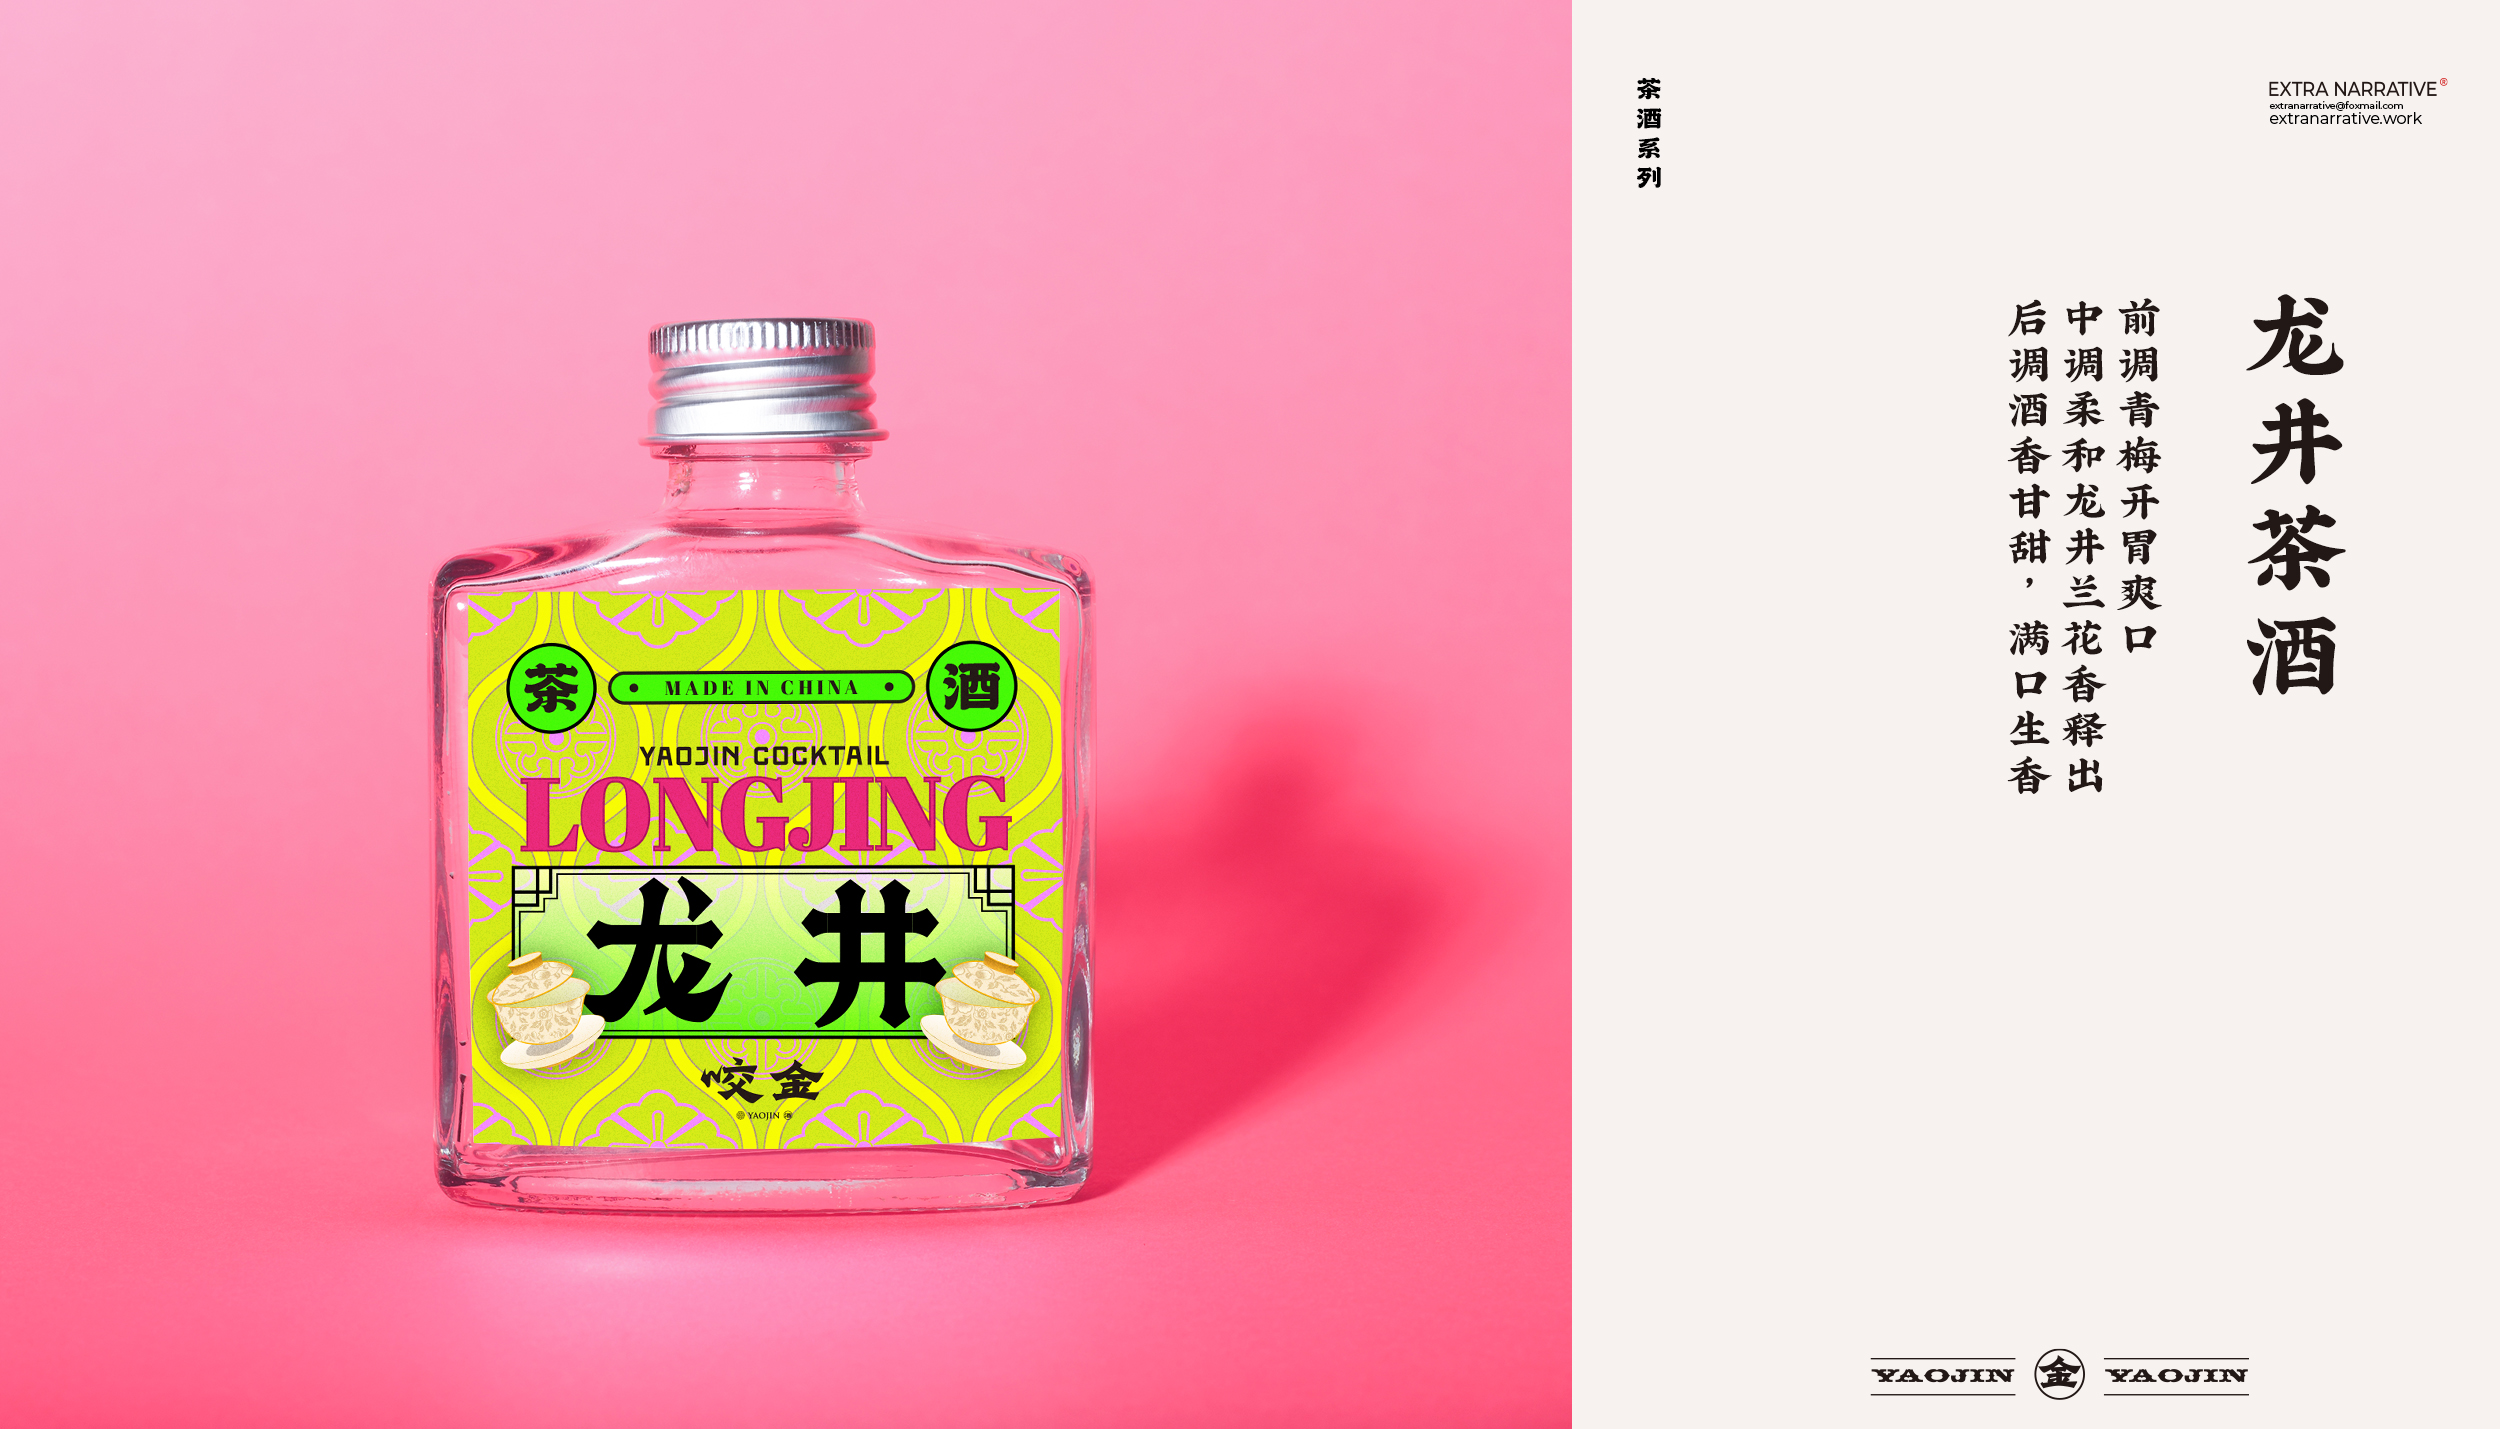 茶 酒
MADE IN CHINA
YAOJIN COCKTAIL
LONGJING
龙井
咬金
YAOJIN
茶酒系列
EXTRA NARRATIVE®
extranarrative@foxmail.com
extranarrative.work
龙井茶酒
前调青梅开胃爽口
中调柔和龙井兰花香释出
后调酒香甘甜，满口生香
YAOJIN 金 YAOJIN